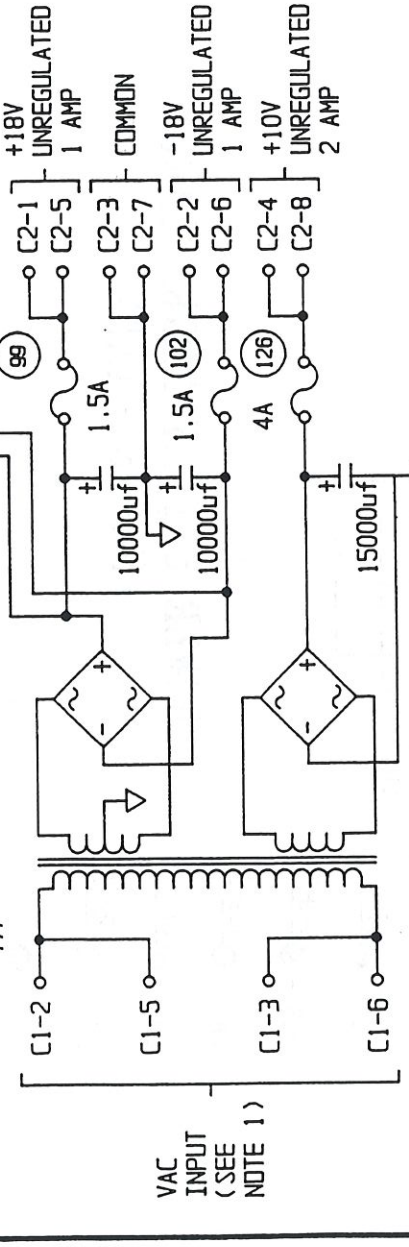 +18V
UNREGULATED
1 AMP
COMMON
-18V
UNREGULATED
1 AMP
+10V
UNREGULATED
2 AMP
C2-1
C2-5
C2-3
C2-7
C2-2
C2-6
C2-4
C2-8
99
1.5A
102
1.5A
126
4A
+
10000uf
+
10000uf
+
15000uf
~
+
-
~
~
+
-
~
C1-2
C1-5
C1-3
C1-6
VAC
INPUT
(SEE
NOTE 1)